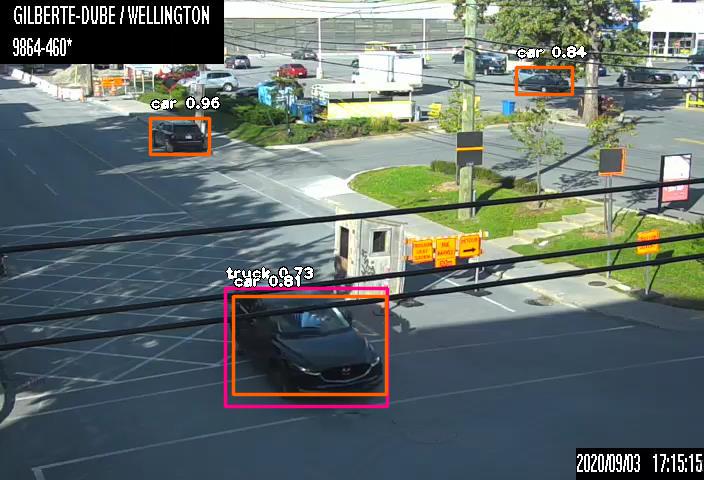 GILBERTE-DUBE / WELLINGTON
9864-460*
car 0.84
car 0.96
truck 0.73
car 0.81
2020/09/03 17:15:15